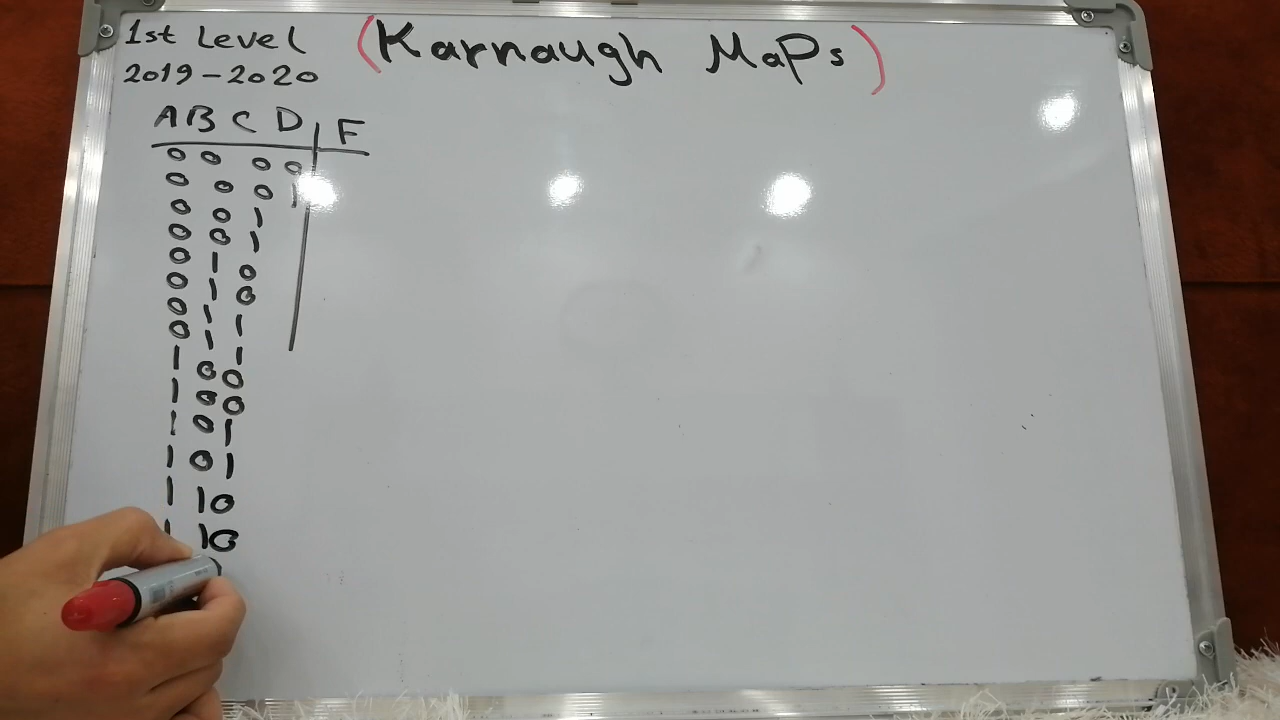 1st Level (Karnaugh Maps)
2019-2020
A B C D | F
0 0 0 0
0 0 0 1
0 0 1
0 0 1
0 1 0
0 1 0
0 1 1
0 1 1
1 0 0
1 0 0
1 0 1
1 0 1
1 1 0
1 1 0